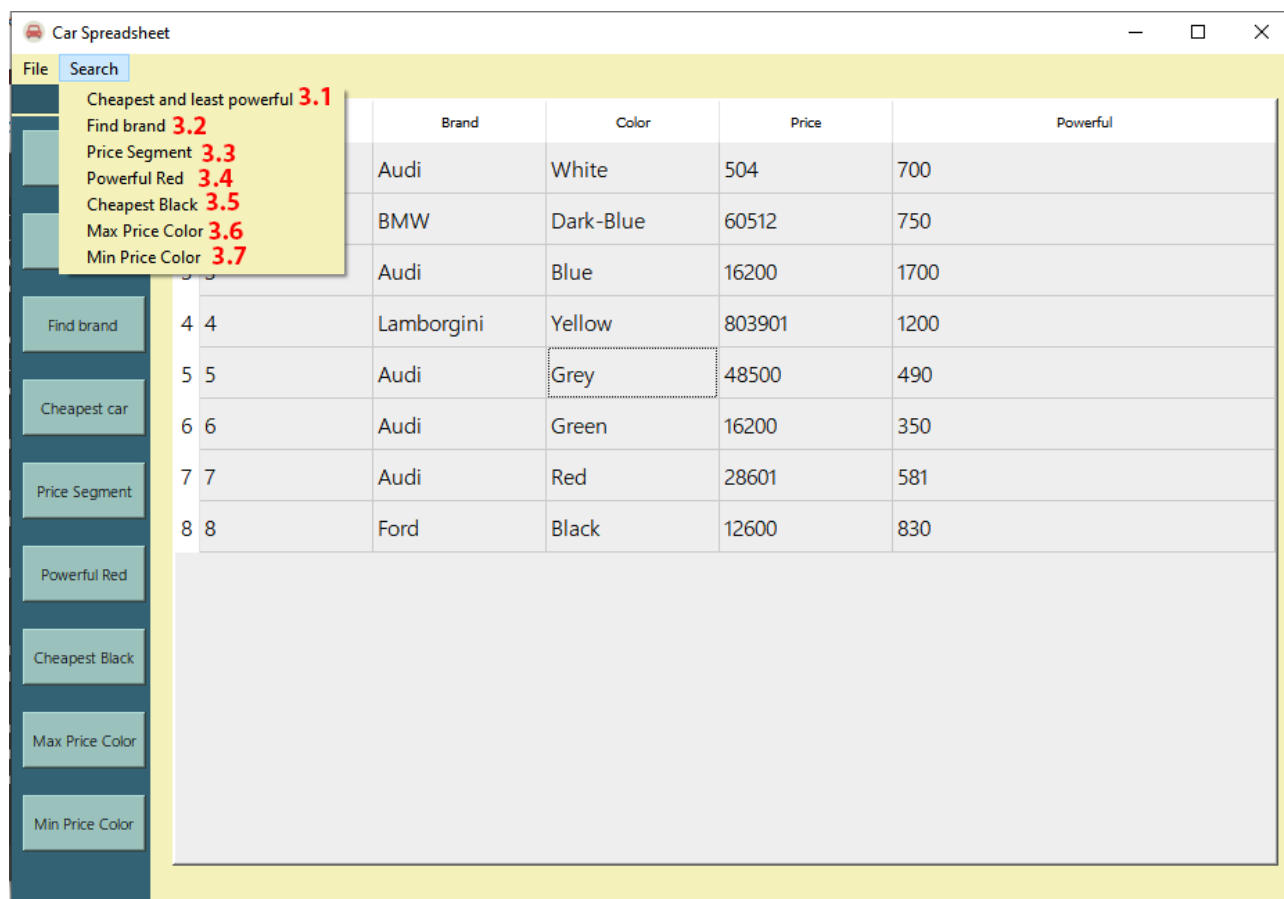 Car Spreadsheet
File Search
Cheapest and least powerful 3.1
Find brand 3.2
Price Segment 3.3
Powerful Red 3.4
Cheapest Black 3.5
Max Price Color 3.6
Min Price Color 3.7
Brand Color Price Powerful
Audi White 504 700
BMW Dark-Blue 60512 750
Audi Blue 16200 1700
4 4 Lamborgini Yellow 803901 1200
5 5 Audi Grey 48500 490
6 6 Audi Green 16200 350
7 7 Audi Red 28601 581
8 8 Ford Black 12600 830
Find brand
Cheapest car
Price Segment
Powerful Red
Cheapest Black
Max Price Color
Min Price Color